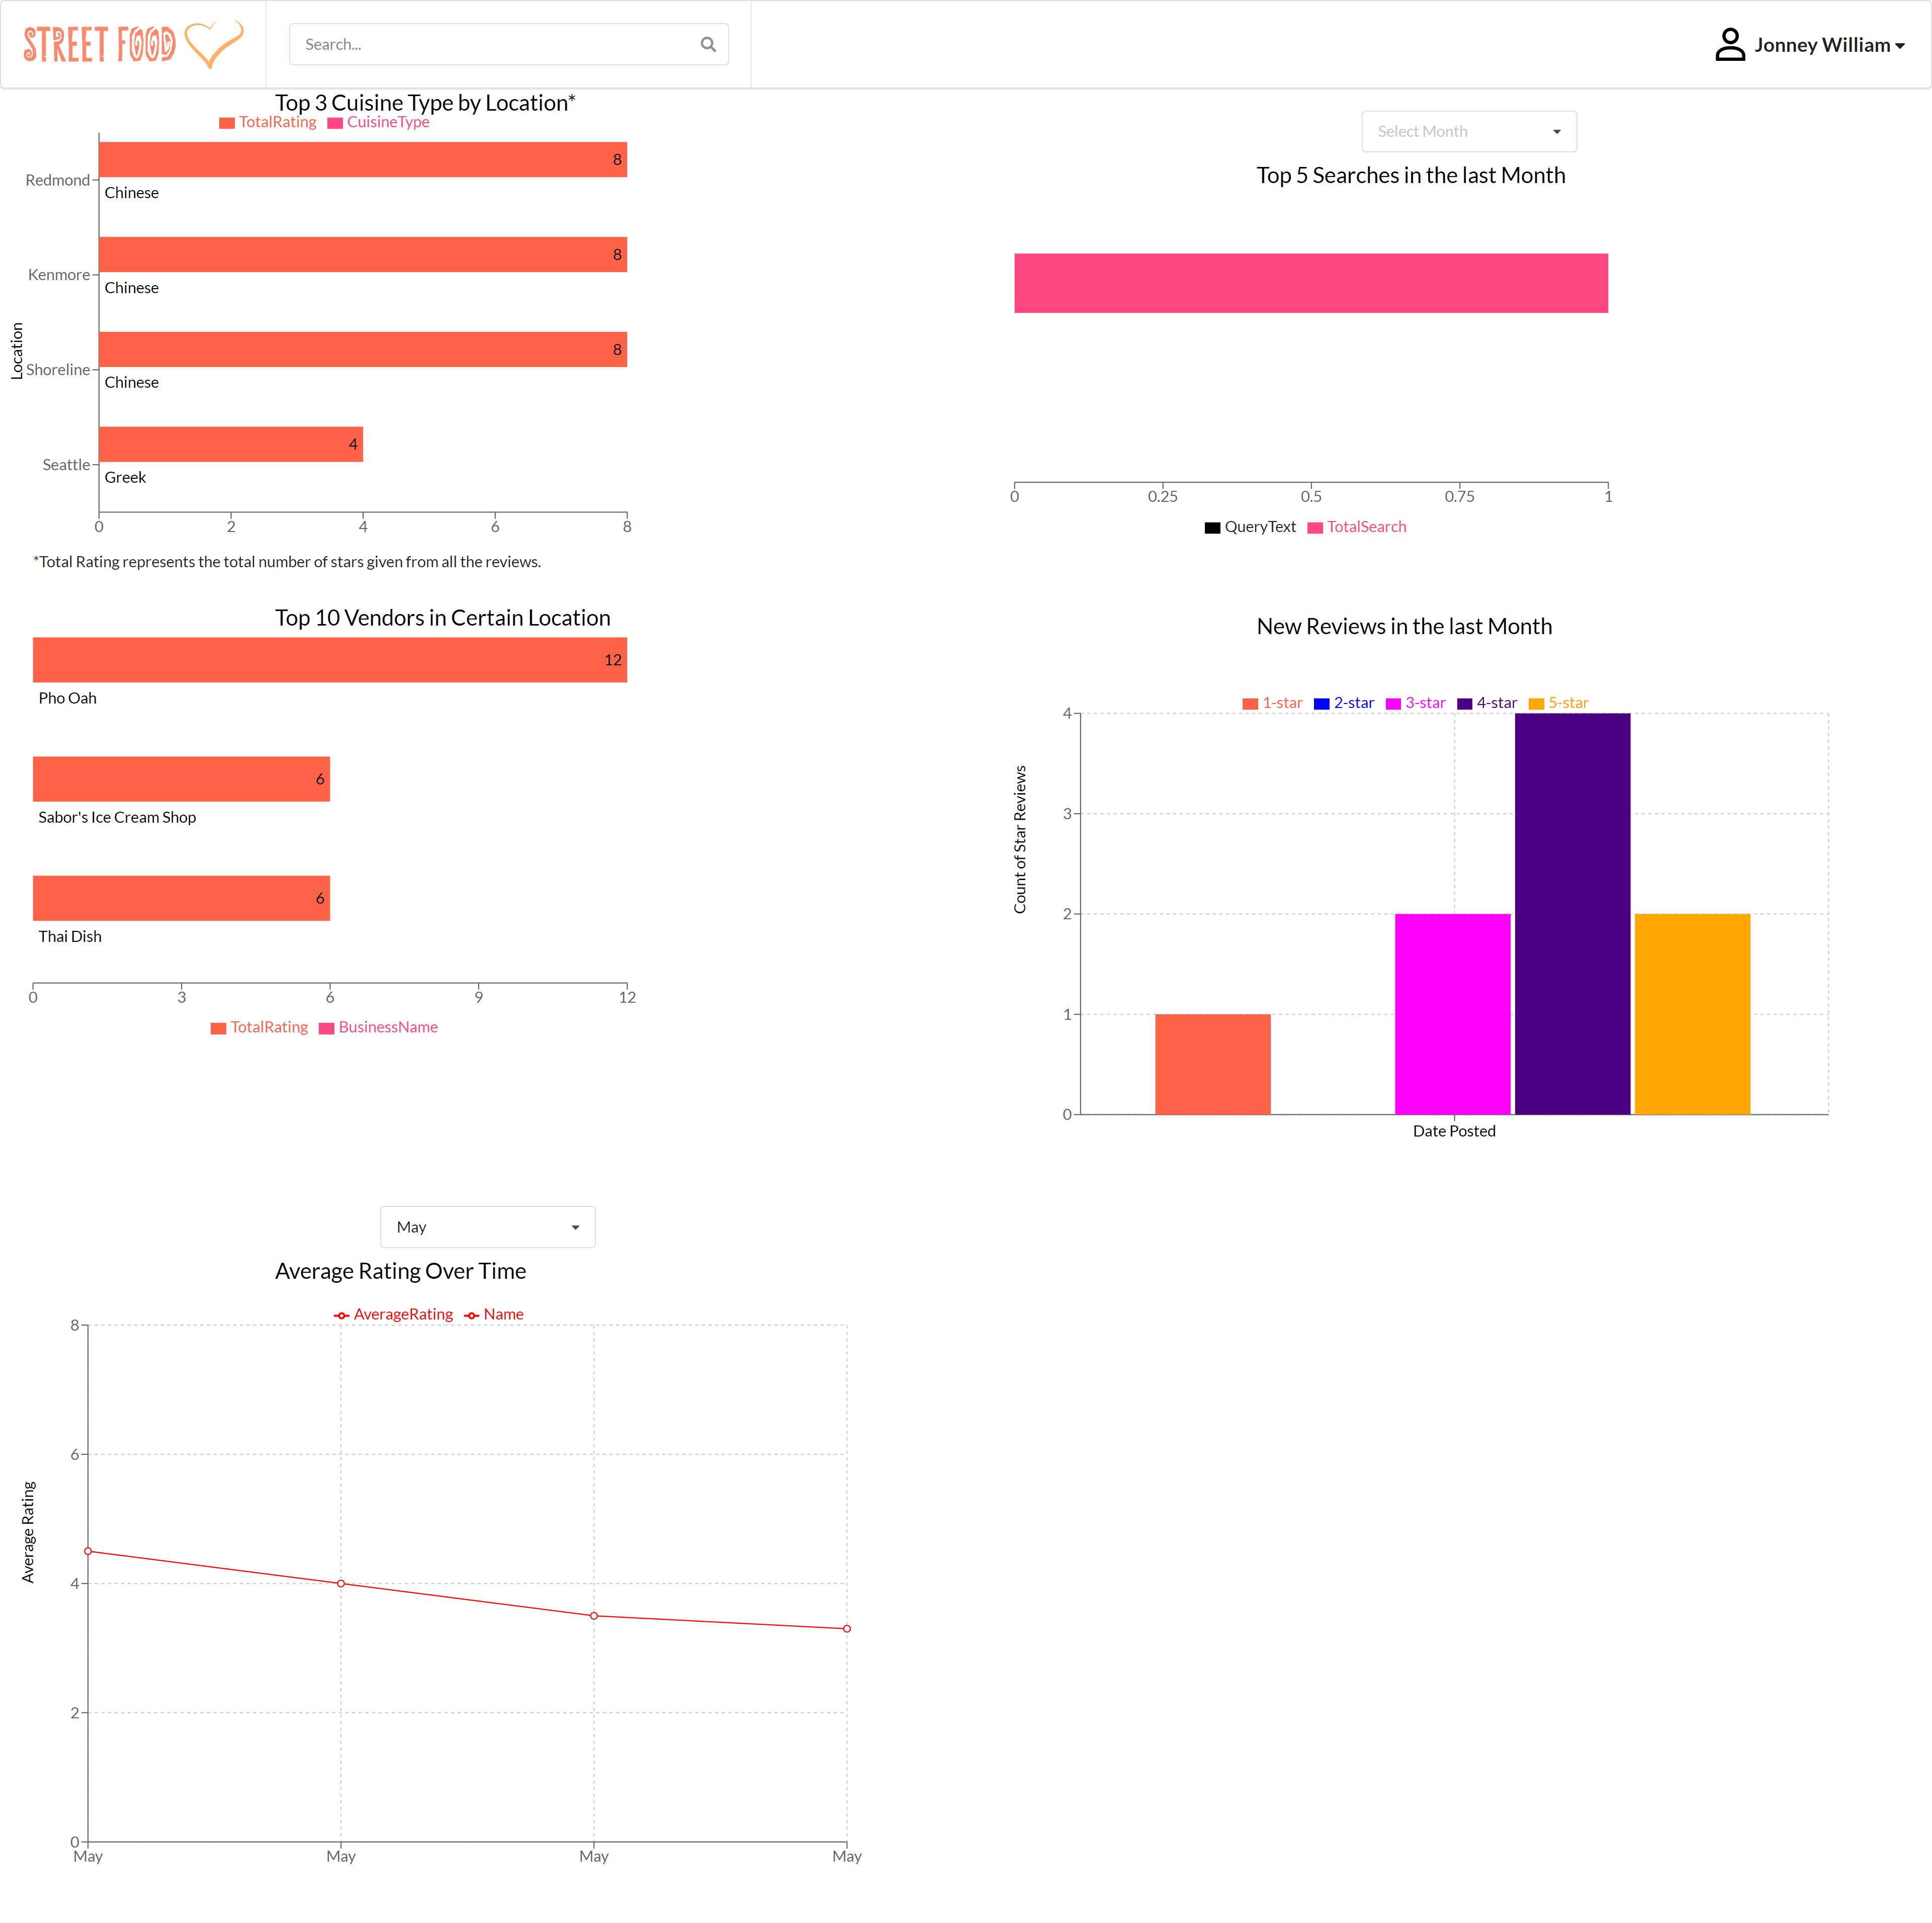 STREET FOOD
Search...
Jonney William
Top 3 Cuisine Type by Location*
TotalRating CuisineType
Redmond
8
Chinese
Kenmore
8
Chinese
Location
Shoreline
8
Chinese
Seattle
4
Greek
0 2 4 6 8
*Total Rating represents the total number of stars given from all the reviews.
Select Month
Top 5 Searches in the last Month
0 0.25 0.5 0.75 1
QueryText TotalSearch
Top 10 Vendors in Certain Location
12
Pho Oah
6
Sabor's Ice Cream Shop
6
Thai Dish
0 3 6 9 12
TotalRating BusinessName
New Reviews in the last Month
1-star 2-star 3-star 4-star 5-star
4
3
Count of Star Reviews
2
1
0
Date Posted
May
Average Rating Over Time
AverageRating Name
8
6
Average Rating
4
2
0
May May May May